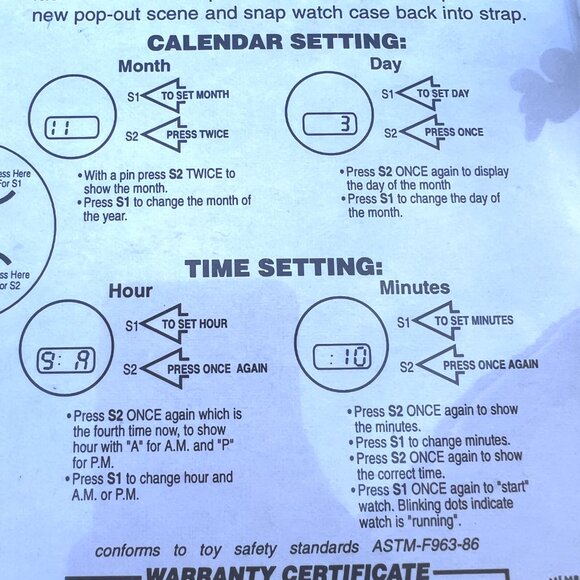 new pop-out scene and snap watch case back into strap.
CALENDAR SETTING:
Month
S1 TO SET MONTH
11
S2 PRESS TWICE
• With a pin press S2 TWICE to
show the month.
• Press S1 to change the month of
the year.
Day
S1 TO SET DAY
3
S2 PRESS ONCE
• Press S2 ONCE again to display
the day of the month
• Press S1 to change the day of
the month.
Here
For S1
Here
or S2
TIME SETTING:
Hour
S1 TO SET HOUR
9: A
S2 PRESS ONCE AGAIN
• Press S2 ONCE again which is
the fourth time now, to show
hour with "A" for A.M. and "P"
for P.M.
• Press S1 to change hour and
A.M. or P.M.
Minutes
S1 TO SET MINUTES
:10
S2 PRESS ONCE AGAIN
• Press S2 ONCE again to show
the minutes.
• Press S1 to change minutes.
• Press S2 ONCE again to show
the correct time.
• Press S1 ONCE again to "start"
watch. Blinking dots indicate
watch is "running".
conforms to toy safety standards ASTM-F963-86
WARRANTY CERTIFICATE